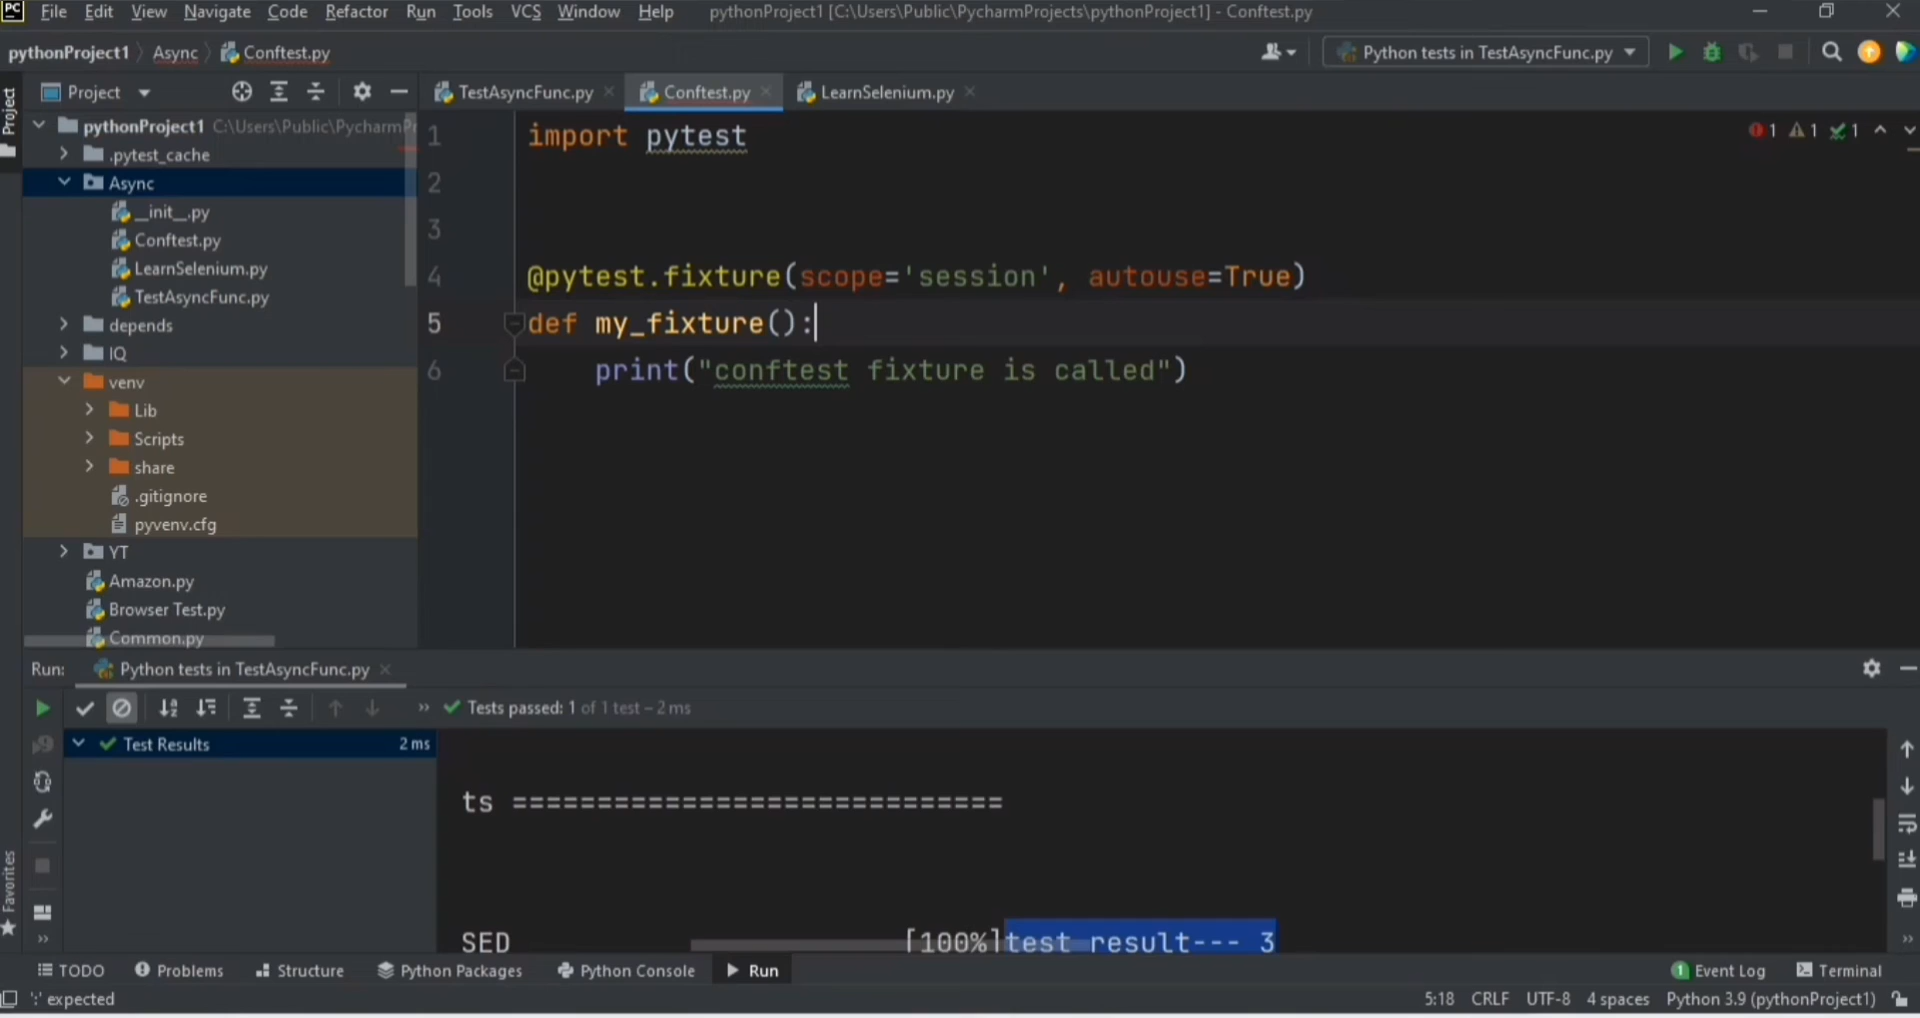 PC File Edit View Navigate Code Refactor Run Tools VCS Window Help pythonProject1 [C:\Users\Public\PycharmProjects\pythonProject1] - Conftest.py
pythonProject1 Async Conftest.py Python tests in TestAsyncFunc.py
Project
Project
TestAsyncFunc.py Conftest.py LearnSelenium.py
pythonProject1 C:\Users\Public\PycharmPr
.pytest_cache
Async
__init__.py
Conftest.py
LearnSelenium.py
TestAsyncFunc.py
depends
IQ
venv
Lib
Scripts
share
.gitignore
pyvenv.cfg
YT
Amazon.py
Browser Test.py
Common.py
1 import pytest
1 1 1
2
3
4 @pytest.fixture(scope='session', autouse=True)
5 def my_fixture():
6 print("conftest fixture is called")
Run: Python tests in TestAsyncFunc.py
Tests passed: 1 of 1 test – 2 ms
Test Results 2 ms
ts =============================
SED [100%]test result--- 3
Favorites
TODO Problems Structure Python Packages Python Console Run 1 Event Log Terminal
':' expected 5:18 CRLF UTF-8 4 spaces Python 3.9 (pythonProject1)